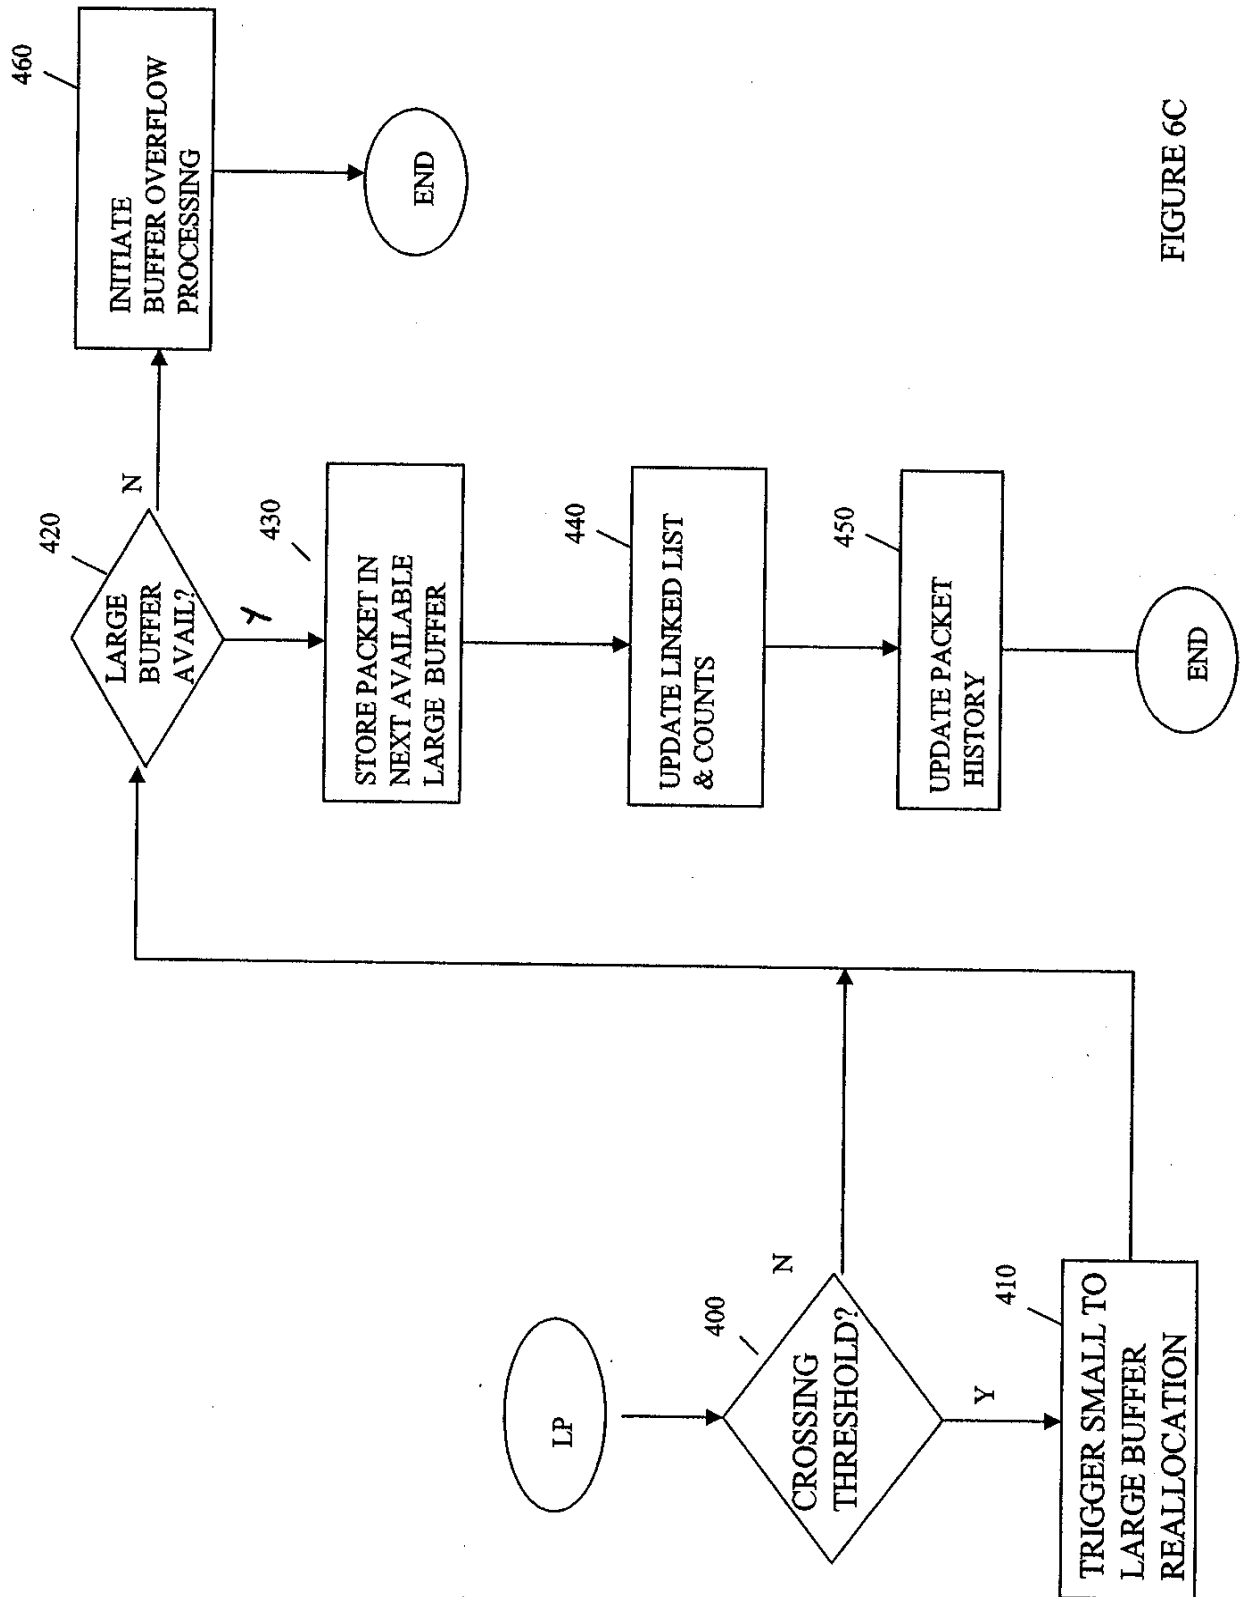 LP
400
CROSSING
THRESHOLD?
N
Y
410
TRIGGER SMALL TO
LARGE BUFFER
REALLOCATION
420
LARGE
BUFFER
AVAIL?
N
Y
430
STORE PACKET IN
NEXT AVAILABLE
LARGE BUFFER
440
UPDATE LINKED LIST
& COUNTS
450
UPDATE PACKET
HISTORY
END
460
INITIATE
BUFFER OVERFLOW
PROCESSING
END
FIGURE 6C